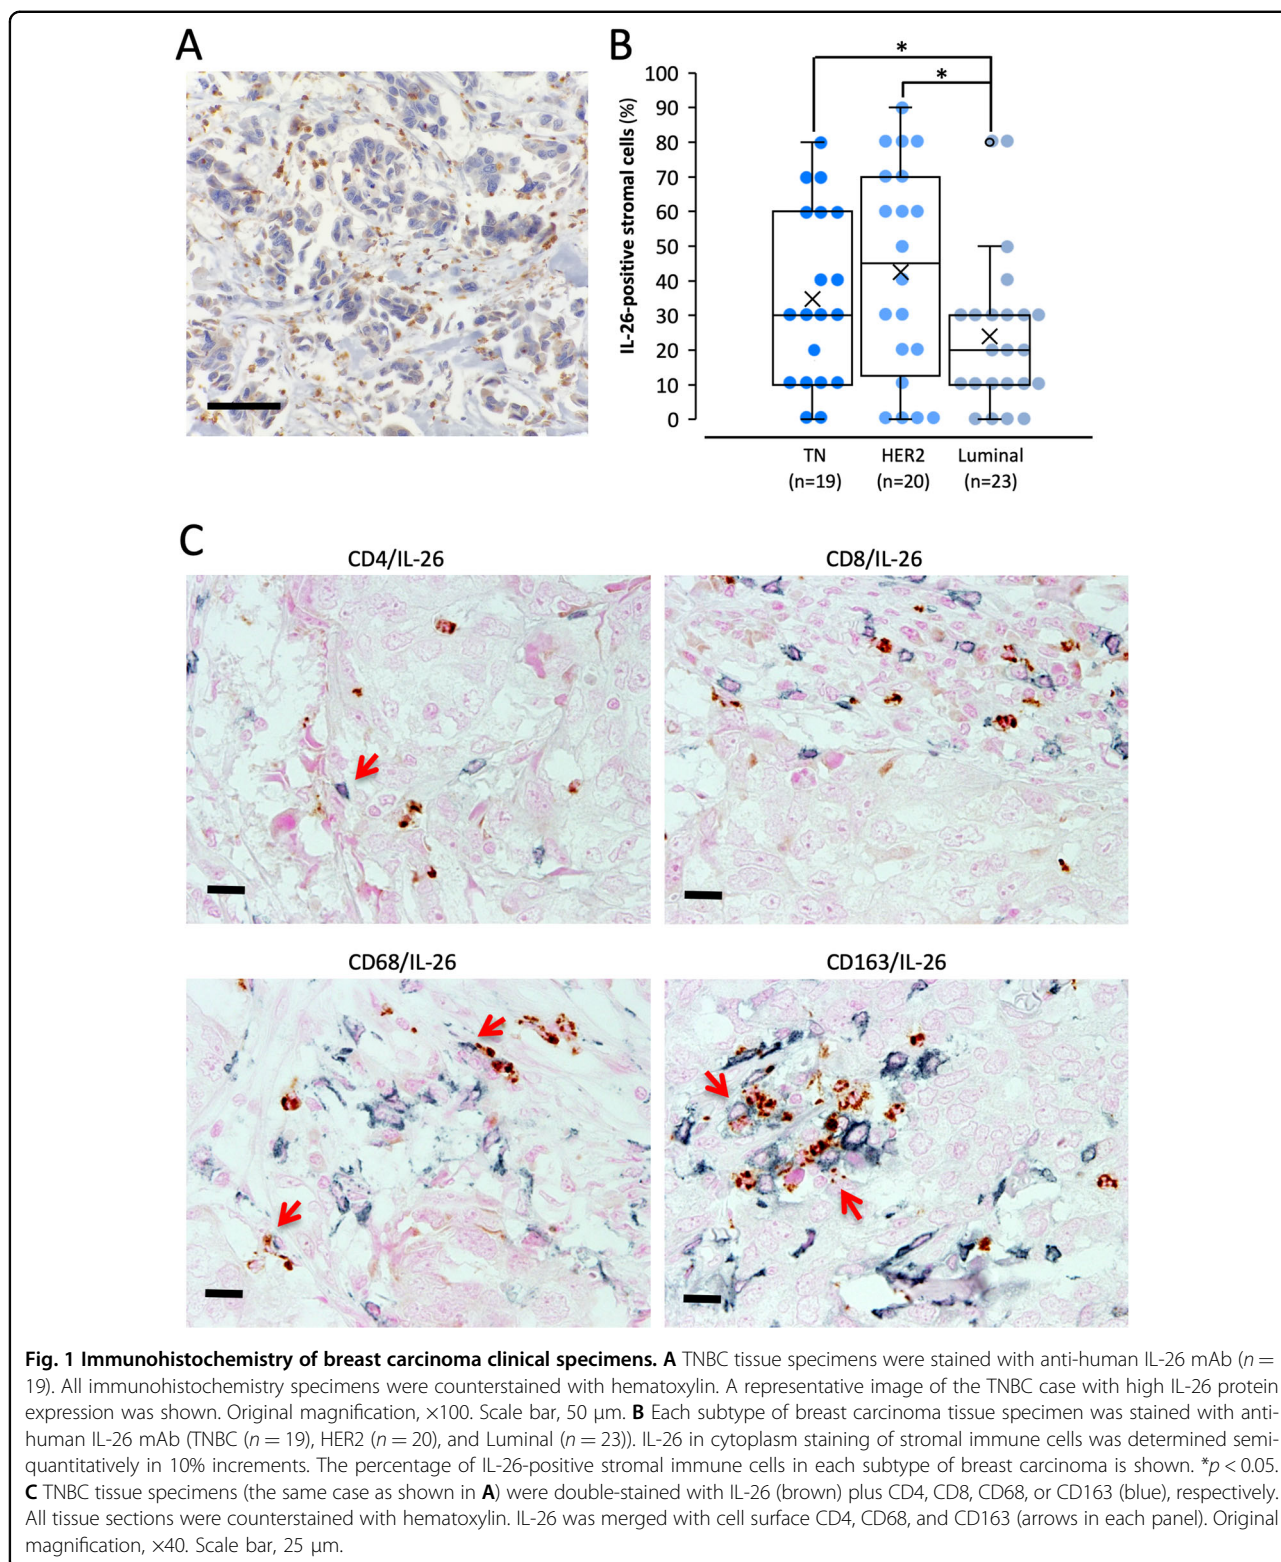 A
B
*
*
IL-26-positive stromal cells (%)
100
90
80
70
60
50
40
30
20
10
0
TN
(n=19)
HER2
(n=20)
Luminal
(n=23)
C
CD4/IL-26
CD8/IL-26
CD68/IL-26
CD163/IL-26
Fig. 1 Immunohistochemistry of breast carcinoma clinical specimens. A TNBC tissue specimens were stained with anti-human IL-26 mAb (n =
19). All immunohistochemistry specimens were counterstained with hematoxylin. A representative image of the TNBC case with high IL-26 protein
expression was shown. Original magnification, ×100. Scale bar, 50 μm. B Each subtype of breast carcinoma tissue specimen was stained with anti-
human IL-26 mAb (TNBC (n = 19), HER2 (n = 20), and Luminal (n = 23)). IL-26 in cytoplasm staining of stromal immune cells was determined semi-
quantitatively in 10% increments. The percentage of IL-26-positive stromal immune cells in each subtype of breast carcinoma is shown. *p < 0.05.
C TNBC tissue specimens (the same case as shown in A) were double-stained with IL-26 (brown) plus CD4, CD8, CD68, or CD163 (blue), respectively.
All tissue sections were counterstained with hematoxylin. IL-26 was merged with cell surface CD4, CD68, and CD163 (arrows in each panel). Original
magnification, ×40. Scale bar, 25 μm.